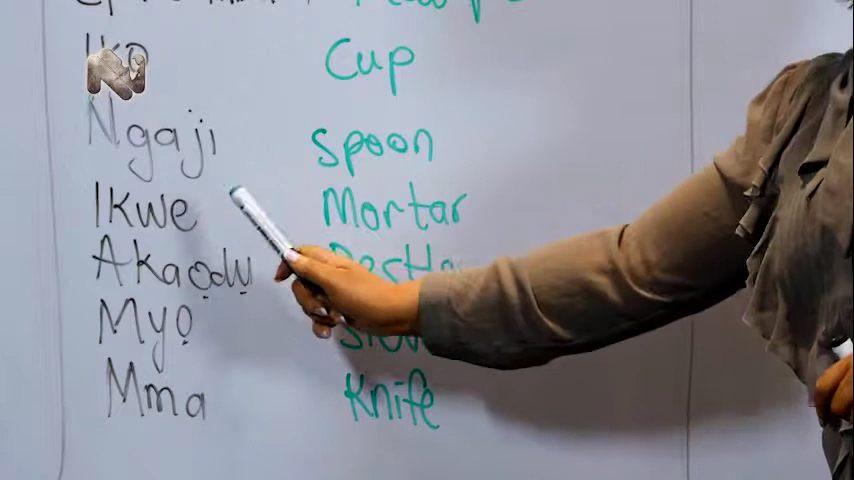 Iko Cup
Ngaji Spoon
Ikwe Mortar
Akaọdụ
Myọ
Mma Knife